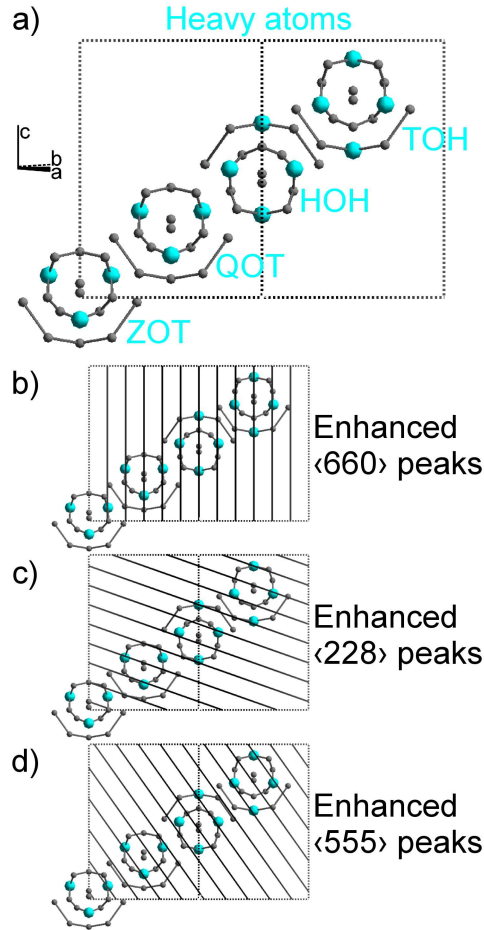 a)
Heavy atoms
c
b
a
TOH
HOH
QOT
ZOT
b)
Enhanced
‹660› peaks
c)
Enhanced
‹228› peaks
d)
Enhanced
‹555› peaks